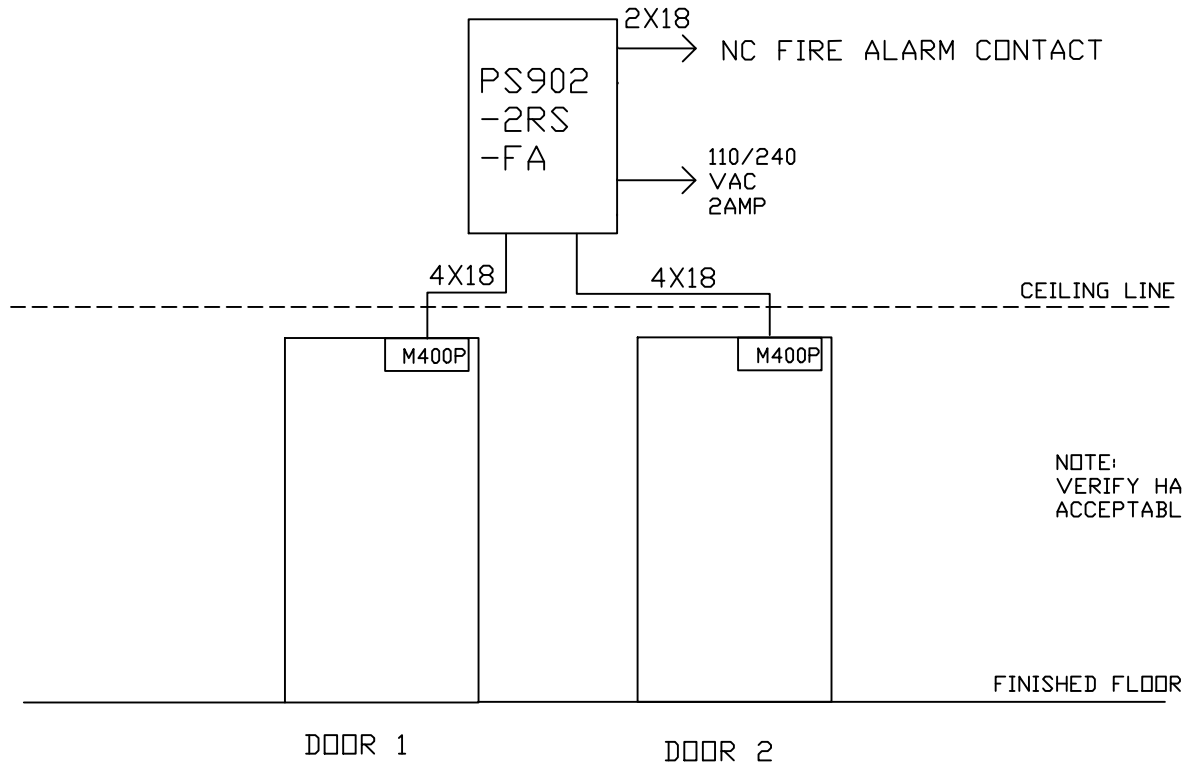 2X18
NC FIRE ALARM CONTACT
PS902
-2RS
-FA
110/240
VAC
2AMP
4X18
4X18
CEILING LINE
M400P
M400P
NOTE:
VERIFY HA
ACCEPTABL
FINISHED FLOOR
DOOR 1
DOOR 2